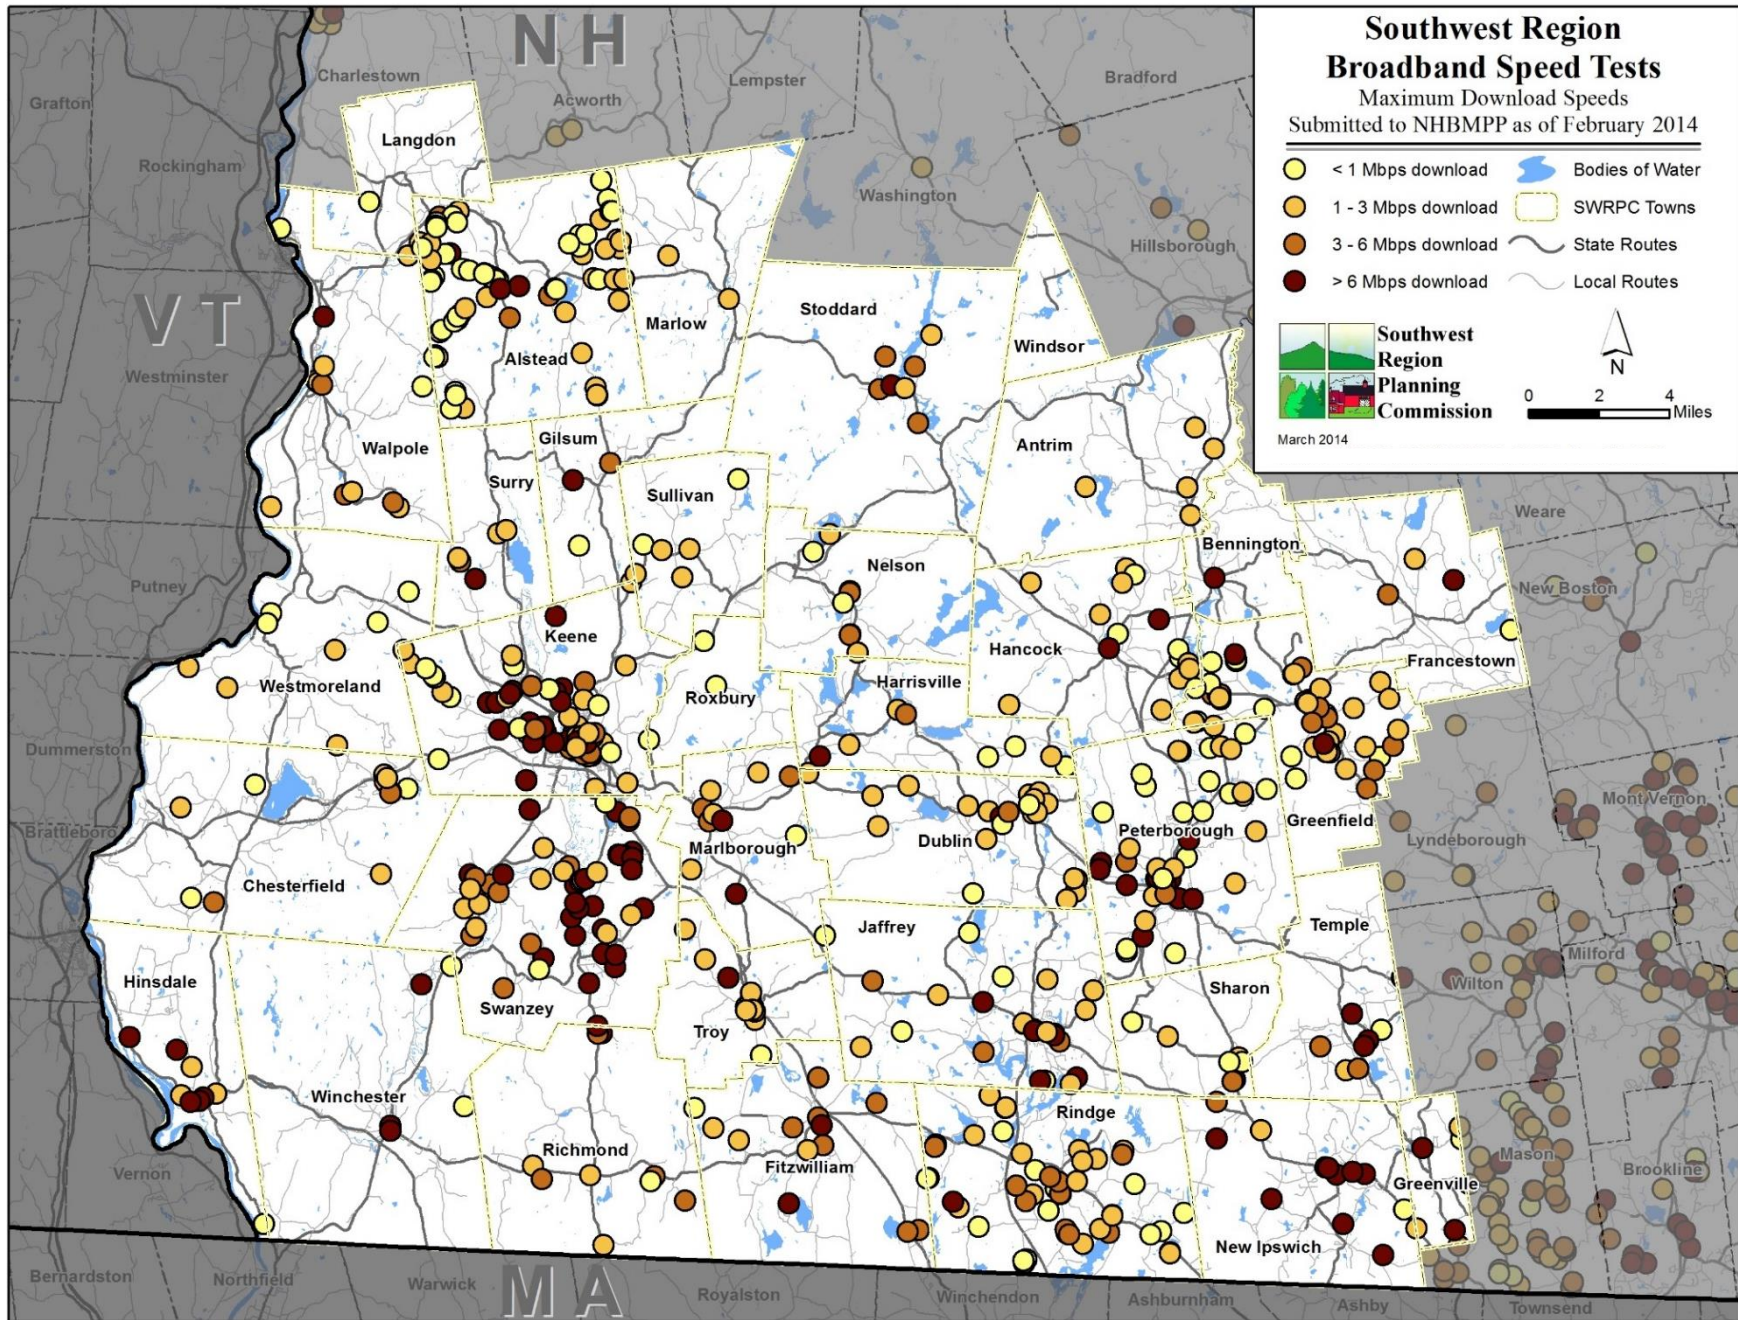 Southwest Region
Broadband Speed Tests
Maximum Download Speeds
Submitted to NHBMPP as of February 2014
< 1 Mbps download
Bodies of Water
1 - 3 Mbps download
SWRPC Towns
3 - 6 Mbps download
State Routes
> 6 Mbps download
Local Routes
Southwest
Region
Planning
Commission
N
0 2 4
Miles
March 2014
NH
VT
MA
Charlestown
Grafton
Acworth
Lempster
Bradford
Langdon
Rockingham
Washington
Hillsborough
Stoddard
Marlow
Windsor
Alstead
Westminster
Walpole
Gilsum
Antrim
Surry
Sullivan
Weare
Bennington
Nelson
Putney
New Boston
Keene
Hancock
Francestown
Westmoreland
Roxbury
Harrisville
Dummerston
Mont Vernon
Brattleboro
Peterborough
Greenfield
Marlborough
Dublin
Lyndeborough
Chesterfield
Jaffrey
Temple
Milford
Hinsdale
Wilton
Sharon
Swanzey
Troy
Winchester
Rindge
Richmond
Fitzwilliam
Mason
Vernon
Brookline
Greenville
New Ipswich
Bernardston
Northfield
Warwick
Royalston
Winchendon
Ashburnham
Ashby
Townsend